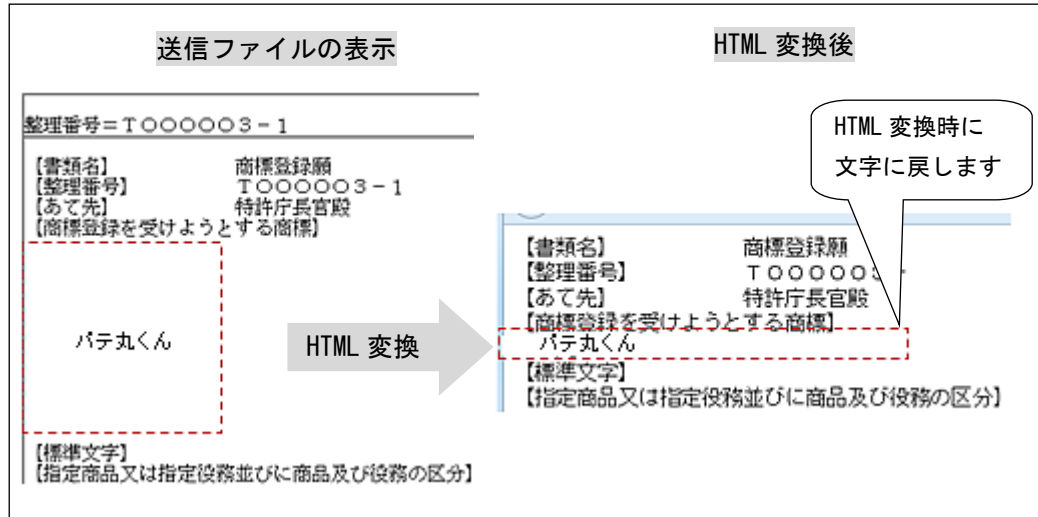 送信ファイルの表示
整理番号=T○○○○○3-1
【書類名】 商標登録願
【整理番号】 T○○○○○3-1
【あて先】 特許庁長官殿
【商標登録を受けようとする商標】
パテ丸くん
【標準文字】
【指定商品又は指定役務並びに商品及び役務の区分】
HTML 変換
HTML 変換後
HTML 変換時に
文字に戻します
【書類名】 商標登録願
【整理番号】 T○○○○○3-
【あて先】 特許庁長官殿
【商標登録を受けようとする商標】
パテ丸くん
【標準文字】
【指定商品又は指定役務並びに商品及び役務の区分】